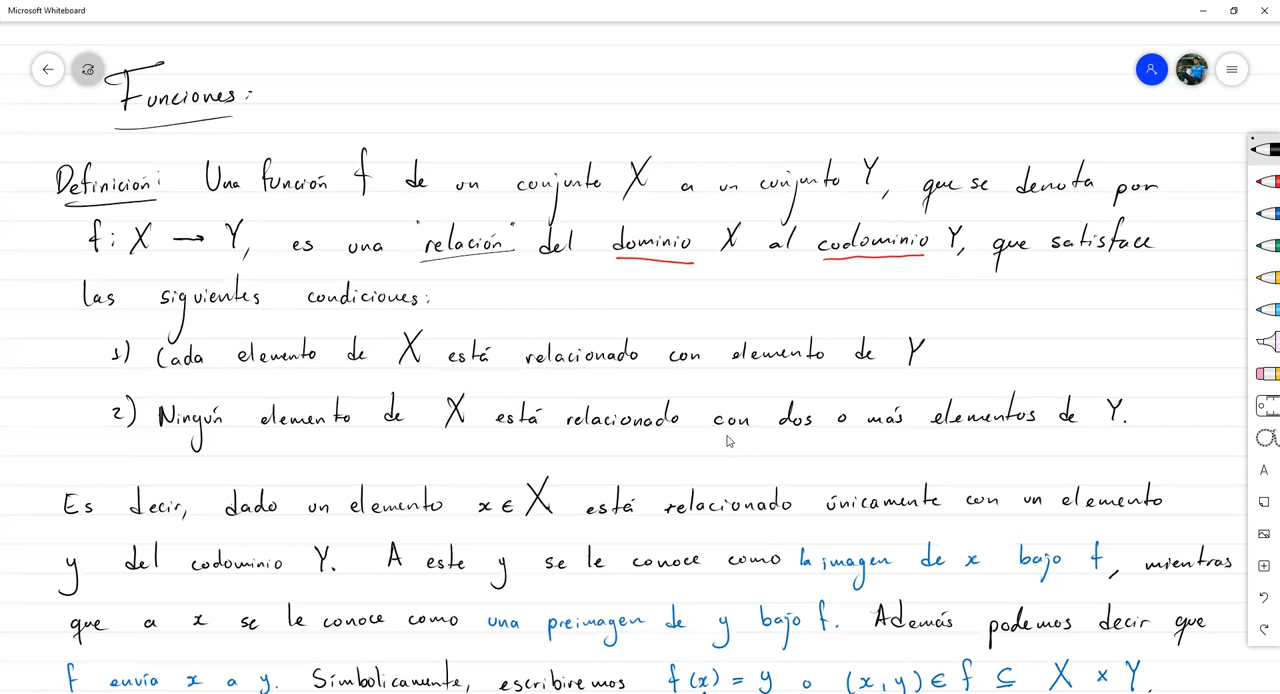 Microsoft Whiteboard
Funciones:
Definición: Una función f de un conjunto X a un conjunto Y, que se denota por
f: X → Y, es una "relación" del dominio X al codominio Y, que satisface
las siguientes condiciones:
1) Cada elemento de X está relacionado con elemento de Y
2) Ningún elemento de X está relacionado con dos o más elementos de Y.
Es decir, dado un elemento x ∈ X está relacionado únicamente con un elemento
y del codominio Y. A este y se le conoce como la imagen de x bajo f, mientras
que a x se le conoce como una preimagen de y bajo f. Además podemos decir que
f envía x a y. Simbolicamente, escribiremos f(x) = y o (x, y) ∈ f ⊆ X × Y
A